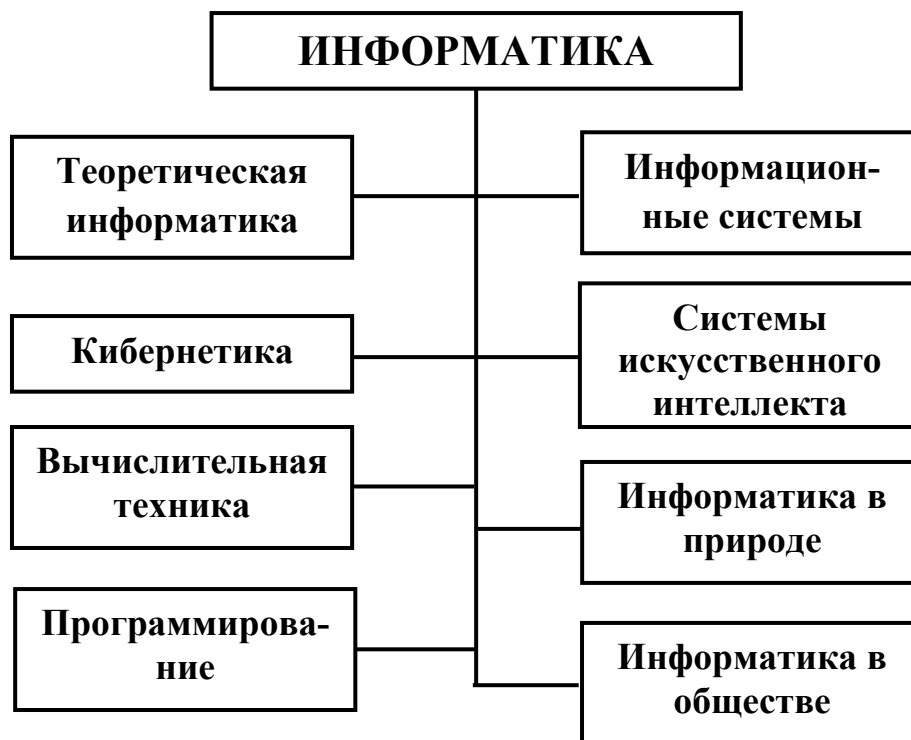 ИНФОРМАТИКА
Теоретическая
информатика
Кибернетика
Вычислительная
техника
Программирова-
ние
Информацион-
ные системы
Системы
искусственного
интеллекта
Информатика в
природе
Информатика в
обществе